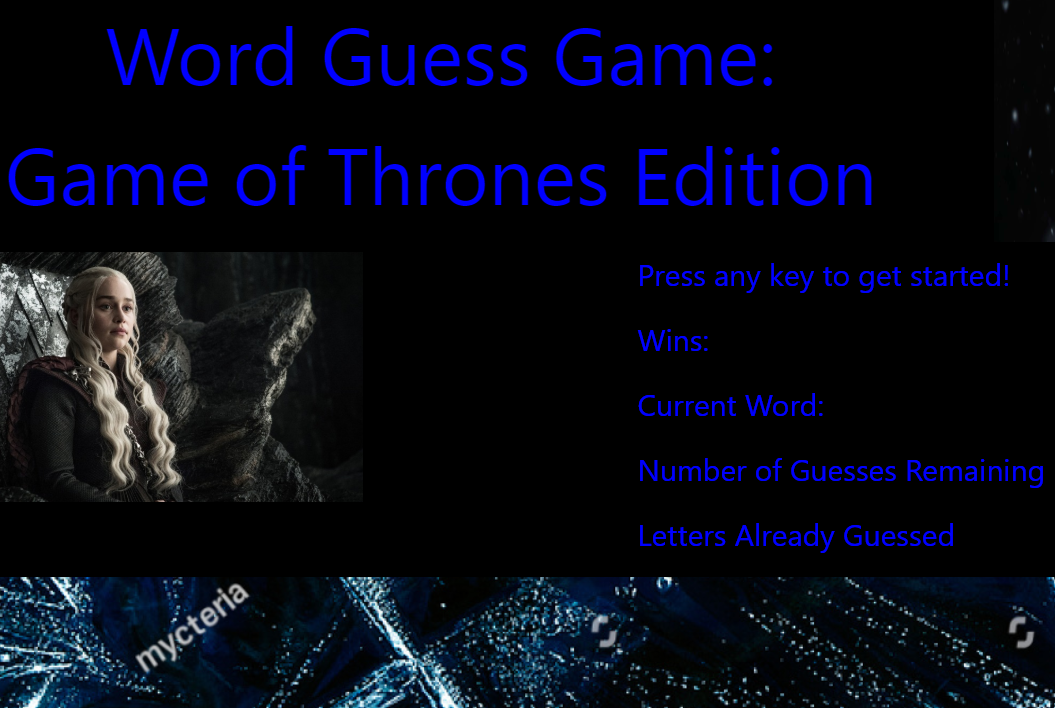 Word Guess Game:
Game of Thrones Edition
Press any key to get started!
Wins:
Current Word:
Number of Guesses Remaining
Letters Already Guessed
mycteria